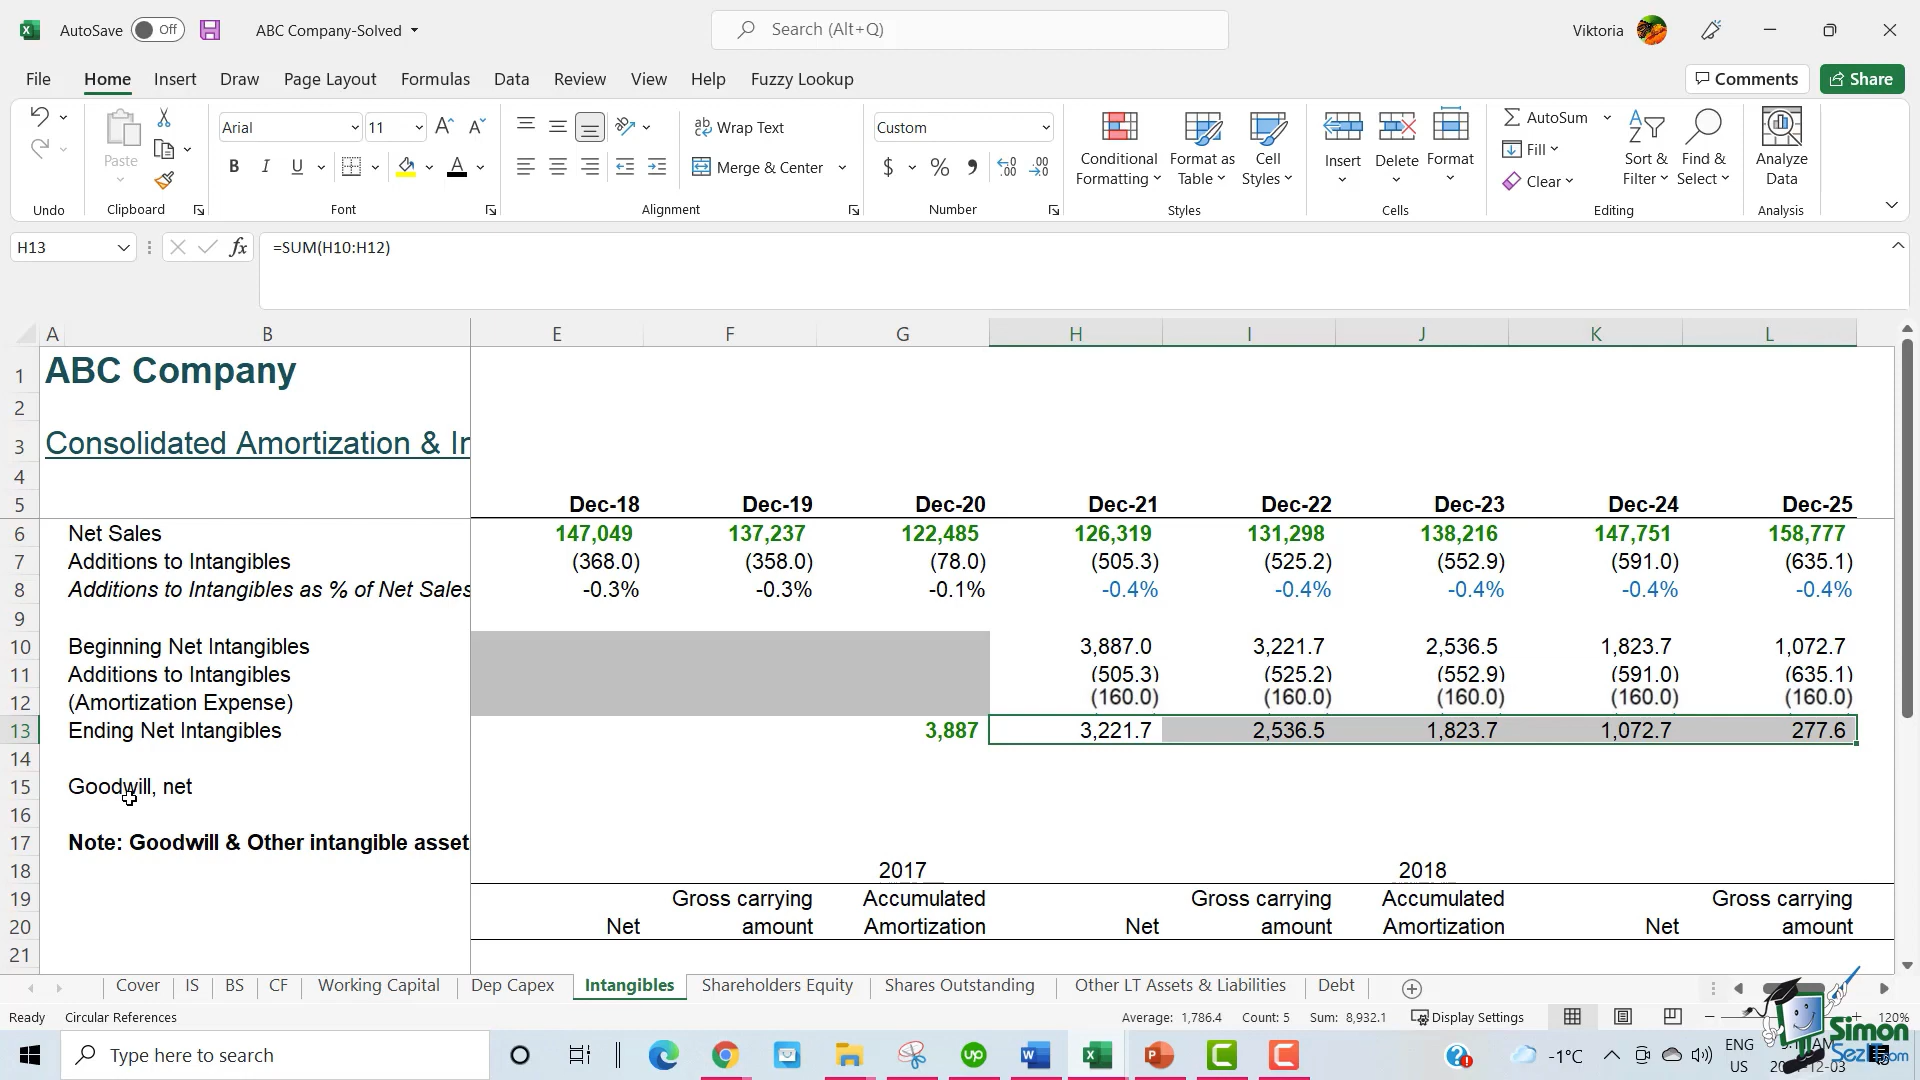 AutoSave Off ABC Company-Solved Search (Alt+Q) Viktoria
File Home Insert Draw Page Layout Formulas Data Review View Help Fuzzy Lookup Comments Share
Arial 11 Wrap Text Custom AutoSum
Paste Conditional Format as Cell Insert Delete Format Fill Sort & Find & Analyze
B I U Merge & Center $ % Formatting Table Styles Clear Filter Select Data
Undo Clipboard Font Alignment Number Styles Cells Editing Analysis
H13 fx =SUM(H10:H12)
A B E F G H I J K L
1 ABC Company
2
3 Consolidated Amortization & In
4
5 Dec-18 Dec-19 Dec-20 Dec-21 Dec-22 Dec-23 Dec-24 Dec-25
6 Net Sales 147,049 137,237 122,485 126,319 131,298 138,216 147,751 158,777
7 Additions to Intangibles (368.0) (358.0) (78.0) (505.3) (525.2) (552.9) (591.0) (635.1)
8 Additions to Intangibles as % of Net Sales -0.3% -0.3% -0.1% -0.4% -0.4% -0.4% -0.4% -0.4%
9
10 Beginning Net Intangibles 3,887.0 3,221.7 2,536.5 1,823.7 1,072.7
11 Additions to Intangibles (505.3) (525.2) (552.9) (591.0) (635.1)
12 (Amortization Expense) (160.0) (160.0) (160.0) (160.0) (160.0)
13 Ending Net Intangibles 3,887 3,221.7 2,536.5 1,823.7 1,072.7 277.6
14
15 Goodwill, net
16
17 Note: Goodwill & Other intangible asset
18 2017 2018
19 Gross carrying Accumulated Gross carrying Accumulated Gross carrying
20 Net amount Amortization Net amount Amortization Net amount
21
Cover IS BS CF Working Capital Dep Capex Intangibles Shareholders Equity Shares Outstanding Other LT Assets & Liabilities Debt
Ready Circular References Average: 1,786.4 Count: 5 Sum: 8,932.1 Display Settings 120%
Type here to search -1°C ENG
US
Simon
SezIT.com